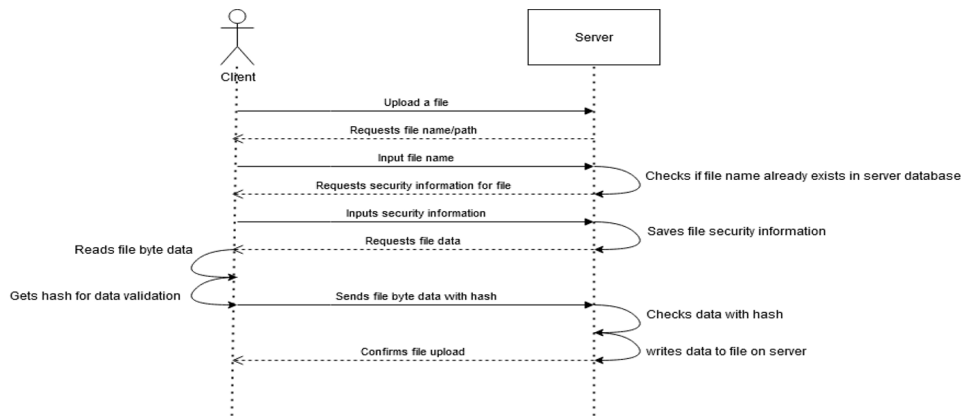 Server
Client
Upload a file
Requests file name/path
Input file name
Checks if file name already exists in server database
Requests security information for file
Inputs security information
Saves file security information
Requests file data
Reads file byte data
Gets hash for data validation
Sends file byte data with hash
Checks data with hash
Confirms file upload
writes data to file on server